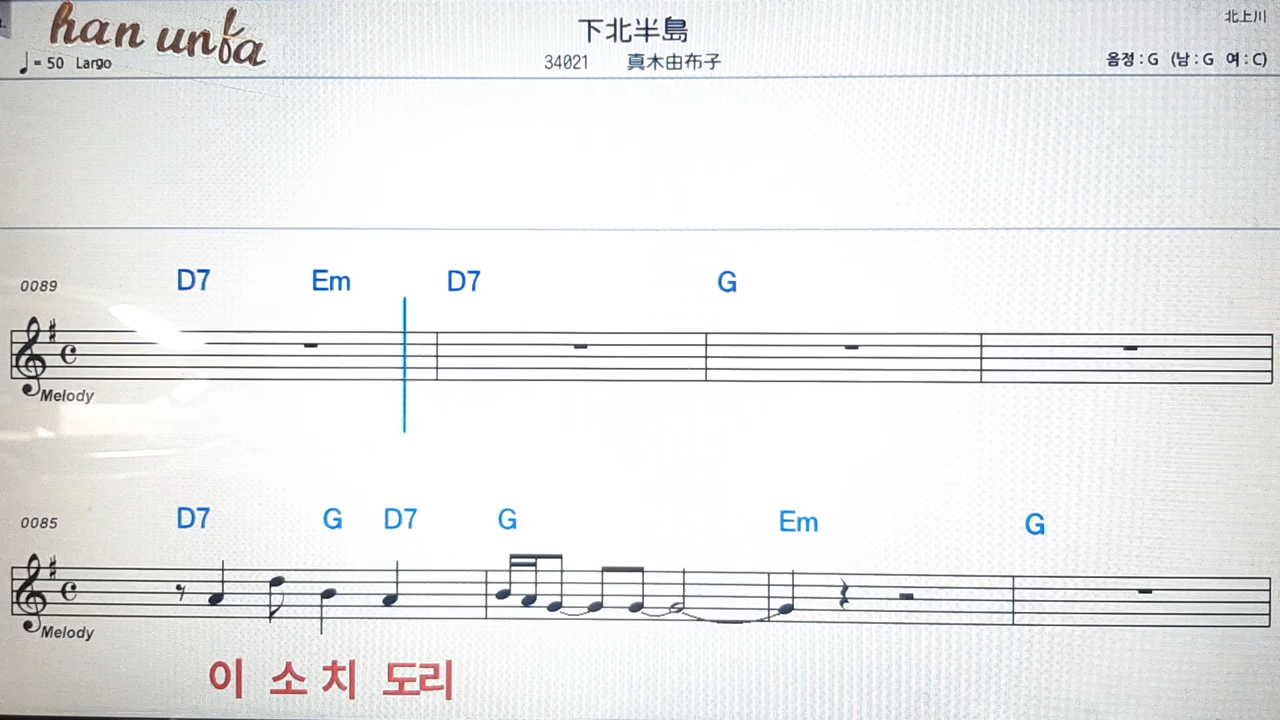 han unfa
下北半島
北上川
♩ = 50 Largo
34021 真木由布子
음정 : G (남 : G 여 : C)
0089 D7 Em D7 G
Melody
0085 D7 G D7 G Em G
Melody
이 소 치 도리